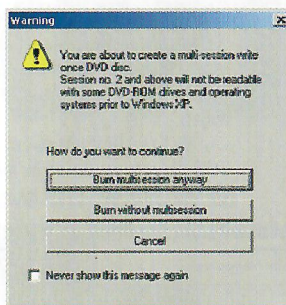 Warning
You are about to create a multi-session write
once DVD disc.
Session no. 2 and above will not be readable
with some DVD-ROM drives and operating
systems prior to Windows XP.
How do you want to continue?
Burn multisession anyway
Burn without multisession
Cancel
Never show this message again